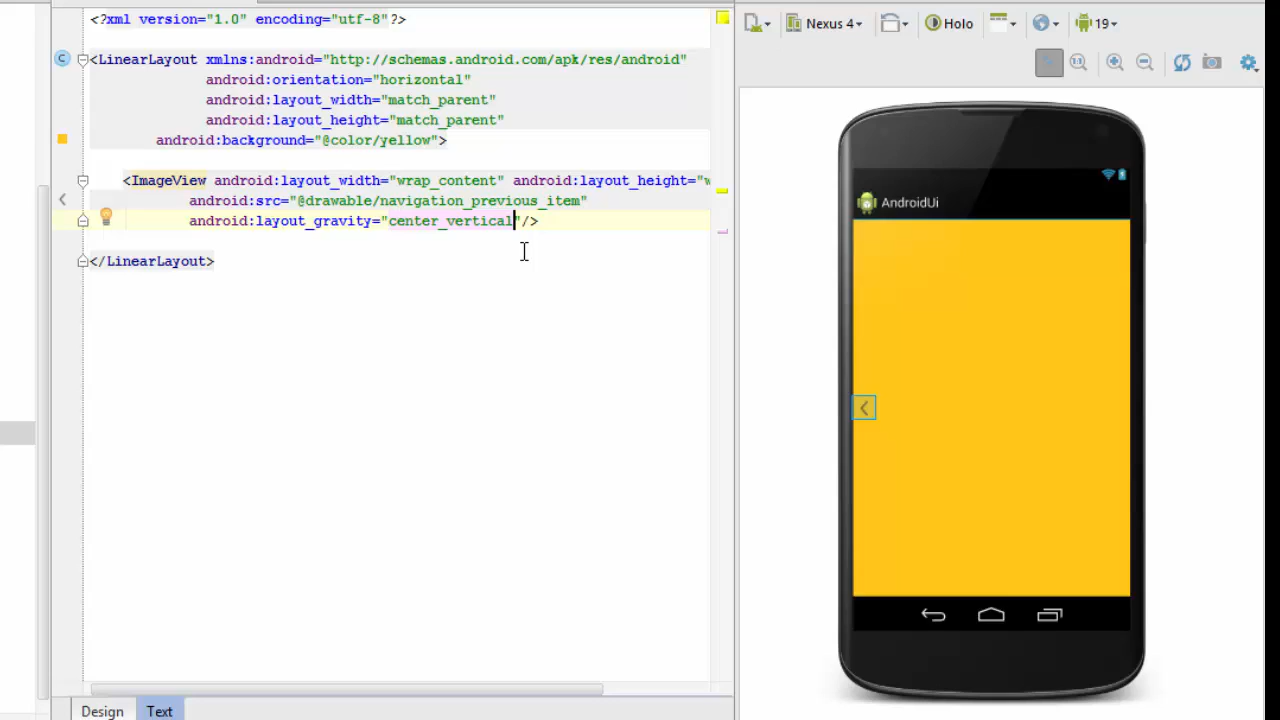 <?xml version="1.0" encoding="utf-8"?>
<LinearLayout xmlns:android="http://schemas.android.com/apk/res/android"
android:orientation="horizontal"
android:layout_width="match_parent"
android:layout_height="match_parent"
android:background="@color/yellow">
<ImageView android:layout_width="wrap_content" android:layout_height="w
android:src="@drawable/navigation_previous_item"
android:layout_gravity="center_vertical"/>
</LinearLayout>
Design Text
Nexus 4 Holo 19
1:1
AndroidUi